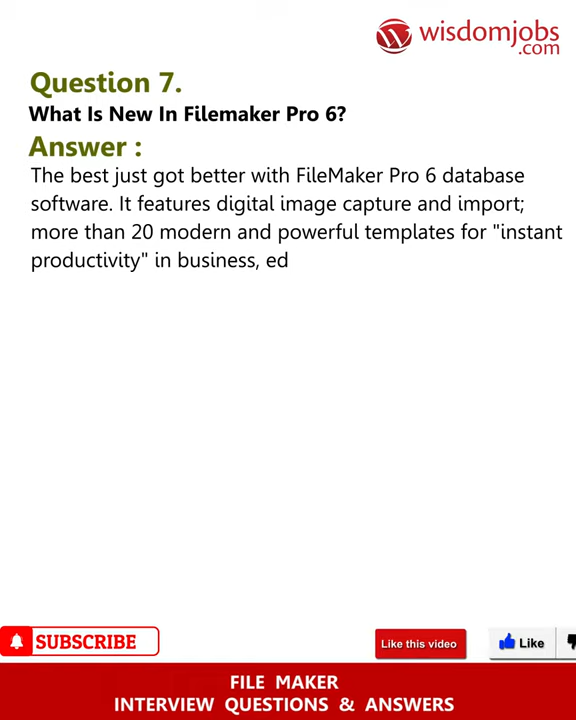 wisdomjobs
.com
Question 7.
What Is New In Filemaker Pro 6?
Answer :
The best just got better with FileMaker Pro 6 database
software. It features digital image capture and import;
more than 20 modern and powerful templates for "instant
productivity" in business, ed
SUBSCRIBE
Like this video
Like
FILE MAKER
INTERVIEW QUESTIONS & ANSWERS